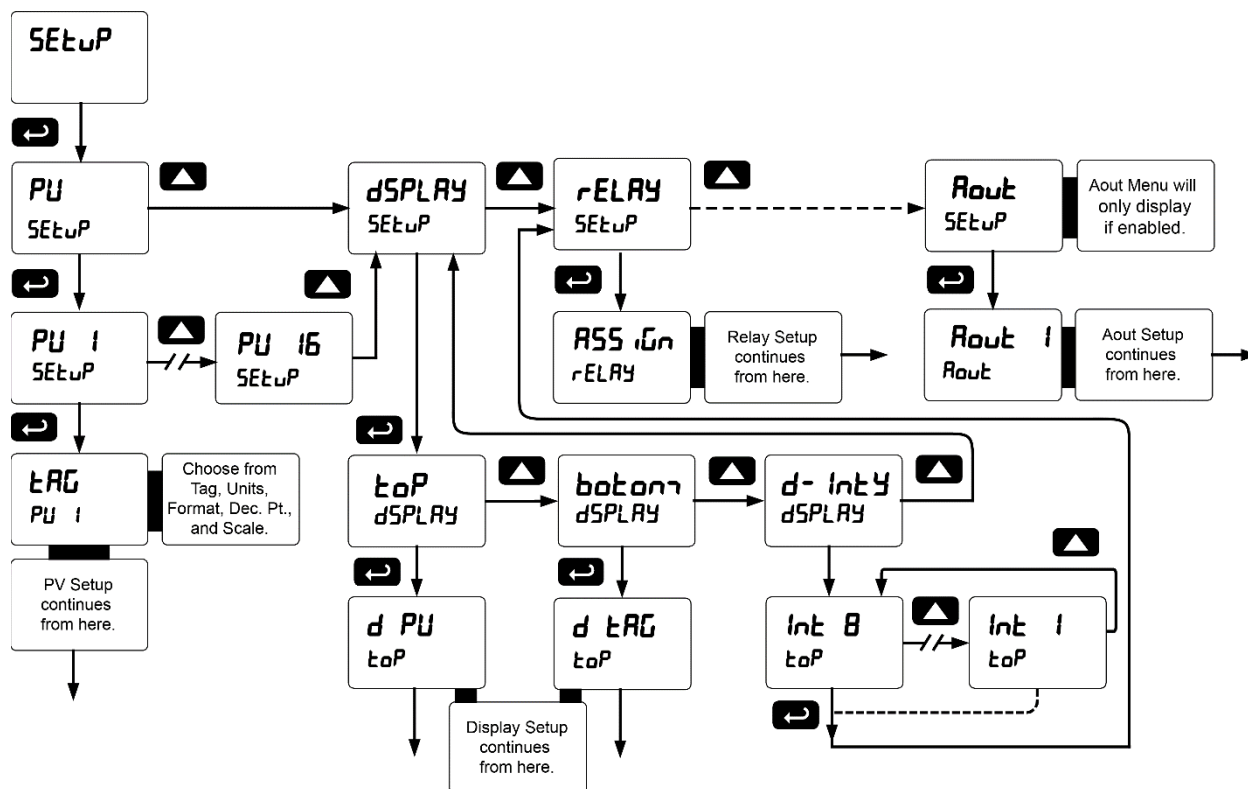 SEtuP
PU
SEtuP
dSPLAY
SEtuP
rELAY
SEtuP
Aout
SEtuP
Aout Menu will
only display
if enabled.
PU 1
SEtuP
PU 16
SEtuP
ASSiGn
rELAY
Relay Setup
continues
from here.
Aout 1
Aout
Aout Setup
continues
from here.
tAG
PU 1
Choose from
Tag, Units,
Format, Dec. Pt.,
and Scale.
toP
dSPLAY
botom
dSPLAY
d-IntY
dSPLAY
PV Setup
continues
from here.
d PU
toP
d tAG
toP
Int 8
toP
Int 1
toP
Display Setup
continues
from here.